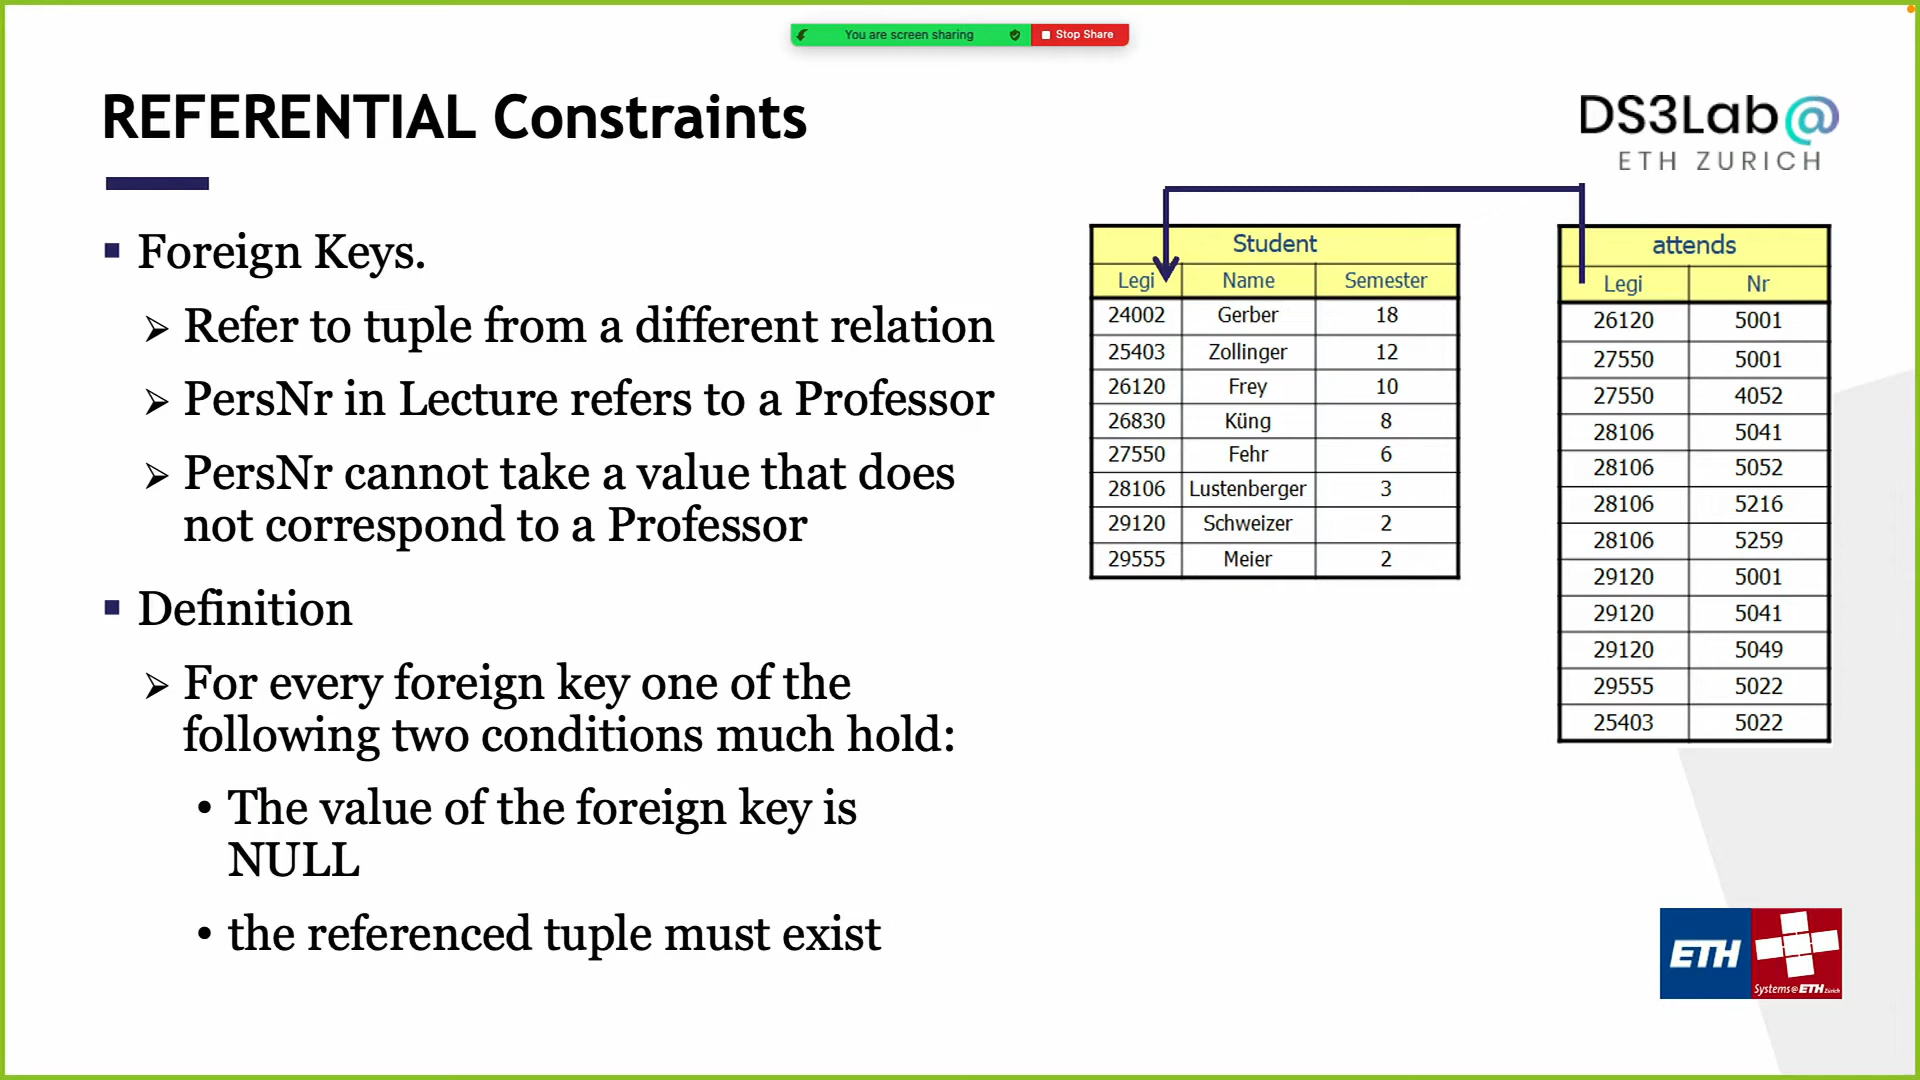 You are screen sharing
Stop Share
REFERENTIAL Constraints
DS3Lab@
ETH ZURICH
Foreign Keys.
Refer to tuple from a different relation
PersNr in Lecture refers to a Professor
PersNr cannot take a value that does
not correspond to a Professor
Definition
For every foreign key one of the
following two conditions much hold:
• The value of the foreign key is
NULL
• the referenced tuple must exist
Student
Legi Name Semester
24002 Gerber 18
25403 Zollinger 12
26120 Frey 10
26830 Küng 8
27550 Fehr 6
28106 Lustenberger 3
29120 Schweizer 2
29555 Meier 2
attends
Legi Nr
26120 5001
27550 5001
27550 4052
28106 5041
28106 5052
28106 5216
28106 5259
29120 5001
29120 5041
29120 5049
29555 5022
25403 5022
ETH
Systems@ETH Zürich